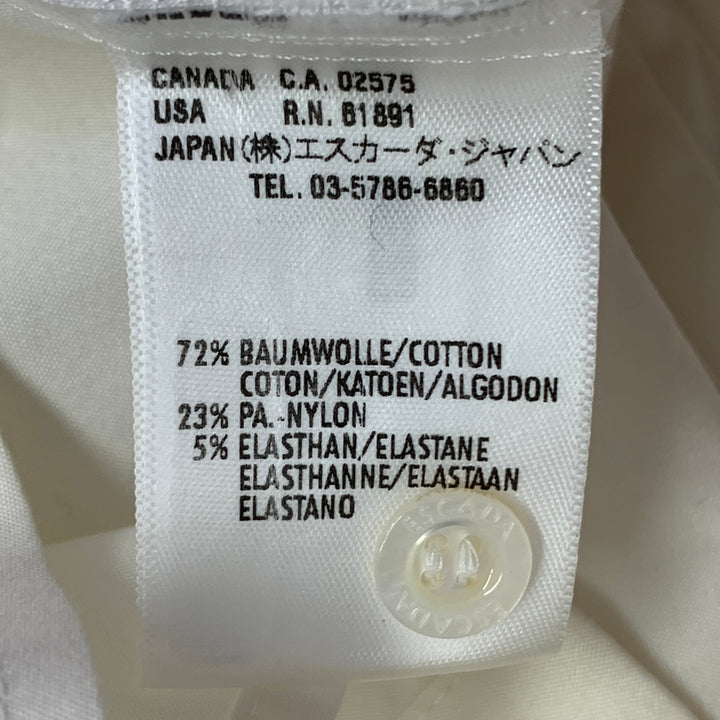 CANADA C.A. 02575
USA R.N. 81891
JAPAN (株)エスカーダ・ジャパン
TEL. 03-5786-6860
72% BAUMWOLLE/COTTON
COTON/KATOEN/ALGODON
23% PA.-NYLON
5% ELASTHAN/ELASTANE
ELASTHANNE/ELASTAAN
ELASTANO
ESCADA
ESCADA